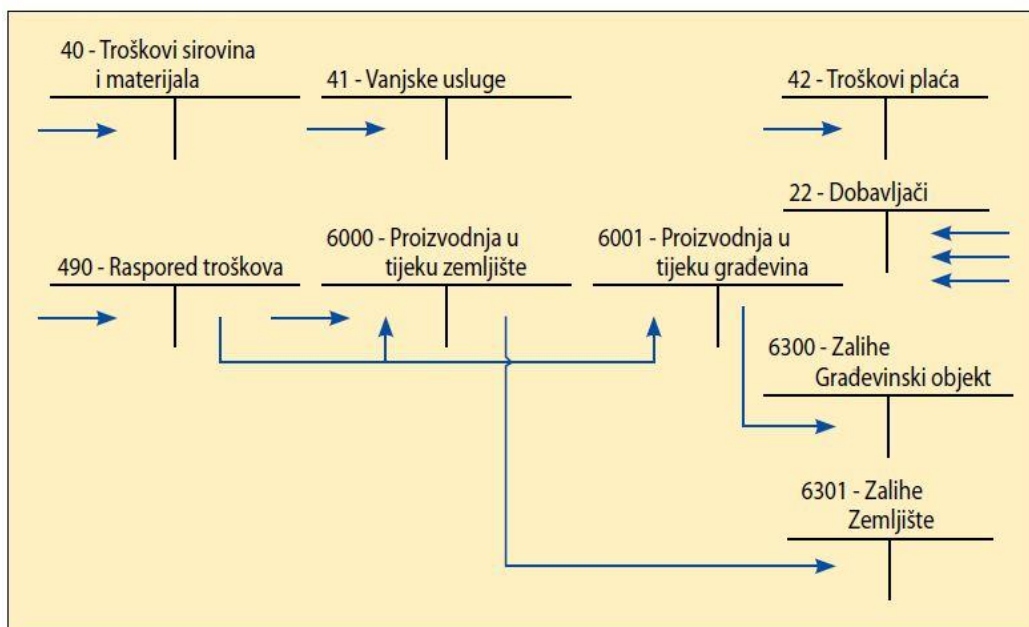 40 - Troškovi sirovina
i materijala
41 - Vanjske usluge
42 - Troškovi plaća
22 - Dobavljači
490 - Raspored troškova
6000 - Proizvodnja u
tijeku zemljište
6001 - Proizvodnja u
tijeku građevina
6300 - Zalihe
Građevinski objekt
6301 - Zalihe
Zemljište